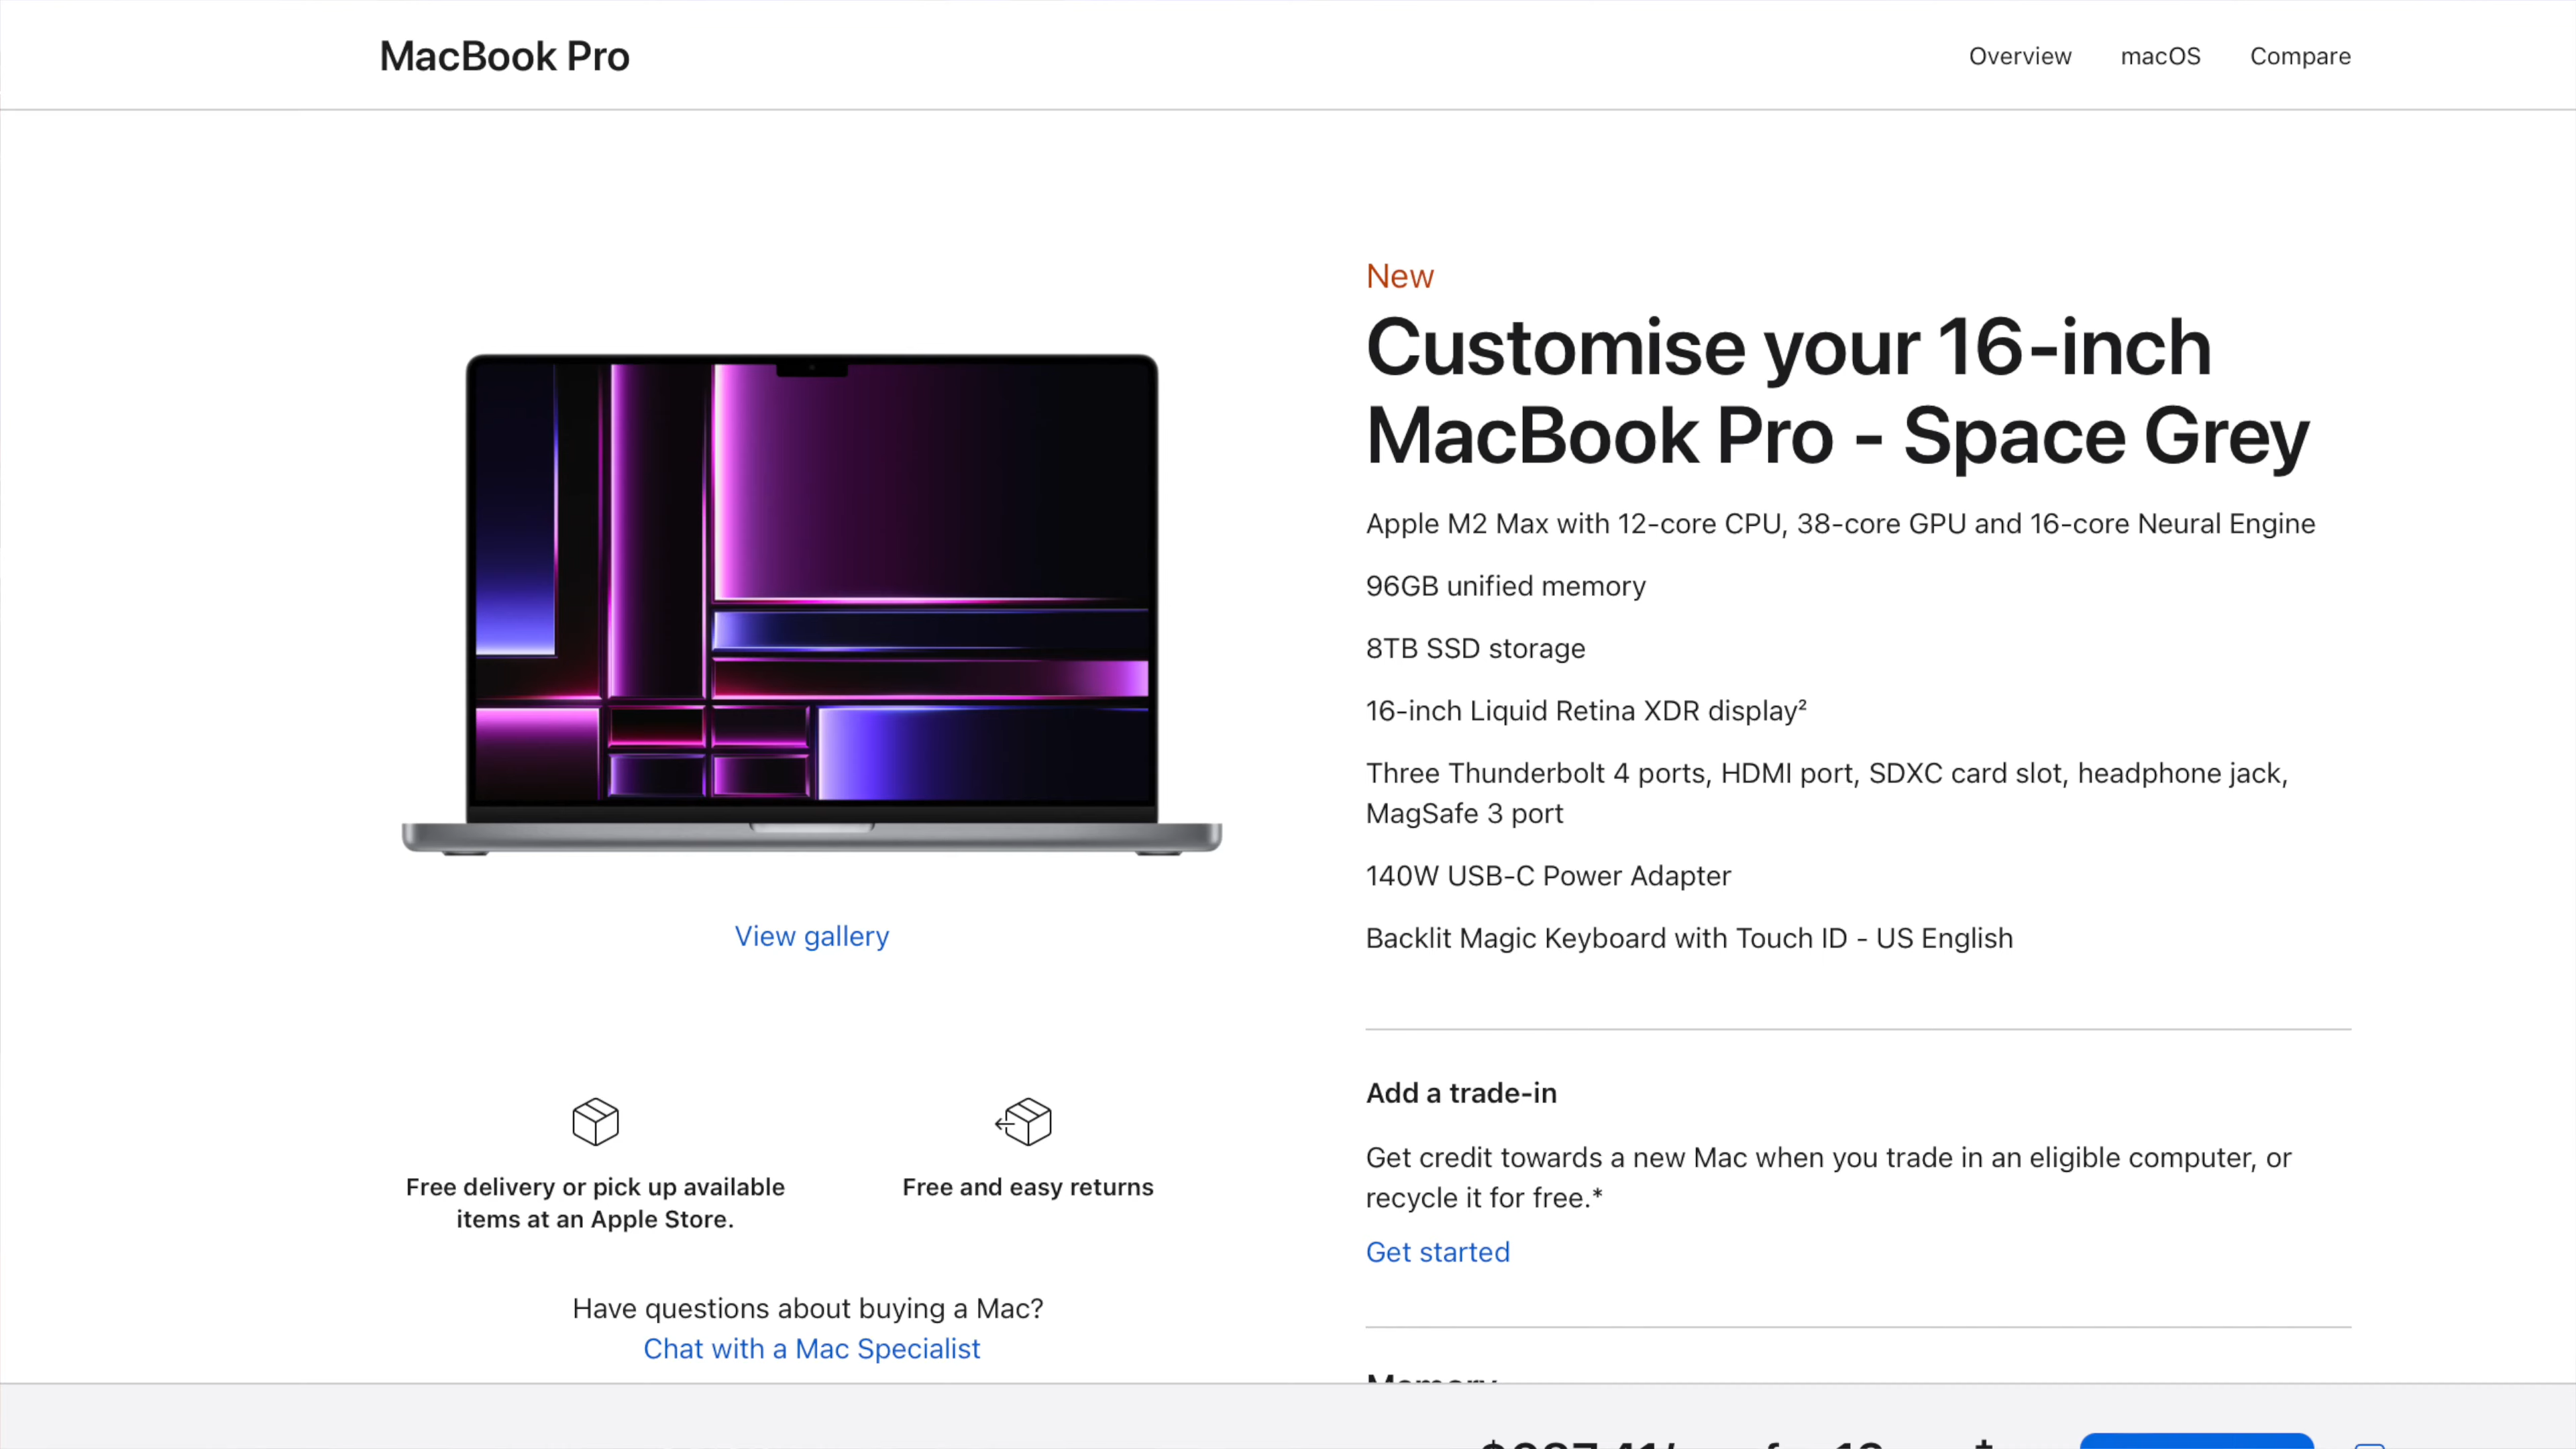 MacBook Pro
Overview
macOS
Compare
New
Customise your 16-inch
MacBook Pro - Space Grey
Apple M2 Max with 12-core CPU, 38-core GPU and 16-core Neural Engine
96GB unified memory
8TB SSD storage
16-inch Liquid Retina XDR display²
Three Thunderbolt 4 ports, HDMI port, SDXC card slot, headphone jack,
MagSafe 3 port
140W USB-C Power Adapter
Backlit Magic Keyboard with Touch ID - US English
View gallery
Free delivery or pick up available
items at an Apple Store.
Free and easy returns
Have questions about buying a Mac?
Chat with a Mac Specialist
Add a trade-in
Get credit towards a new Mac when you trade in an eligible computer, or
recycle it for free.*
Get started
Memory